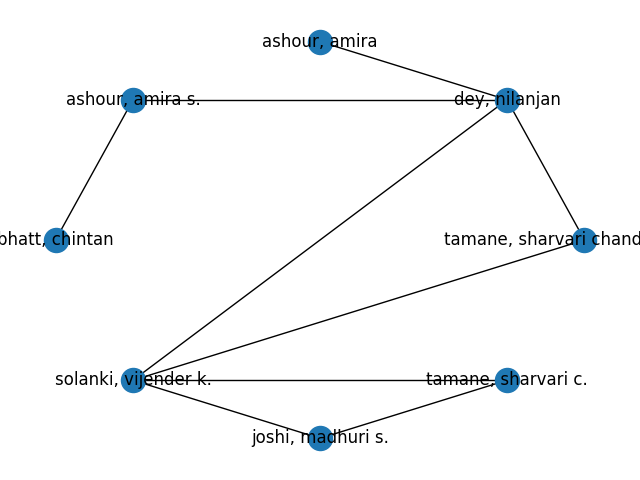 ashour, amira
ashour, amira s.
dey, nilanjan
bhatt, chintan
tamane, sharvari chand
solanki, vijender k.
tamane, sharvari c.
joshi, madhuri s.